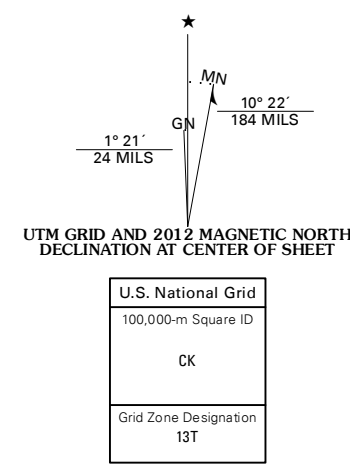 ★
MN
GN
10° 22´
184 MILS
1° 21´
24 MILS
UTM GRID AND 2012 MAGNETIC NORTH
DECLINATION AT CENTER OF SHEET
U.S. National Grid
100,000-m Square ID
CK
Grid Zone Designation
13T